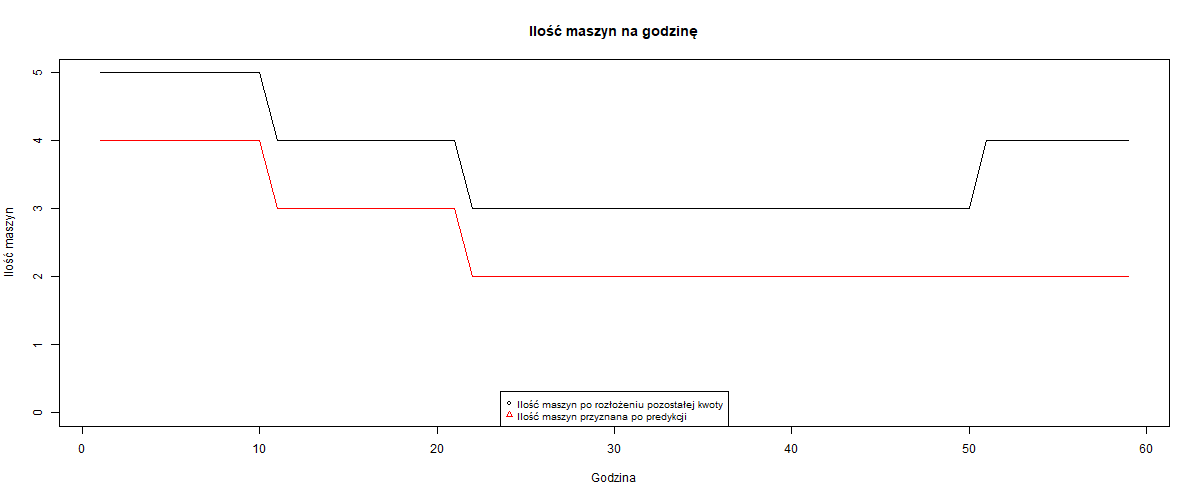 Ilość maszyn na godzinę
Ilość maszyn
5
4
3
2
1
0
Ilość maszyn po rozłożeniu pozostałej kwoty
Ilość maszyn przyznana po predykcji
0 10 20 30 40 50 60
Godzina